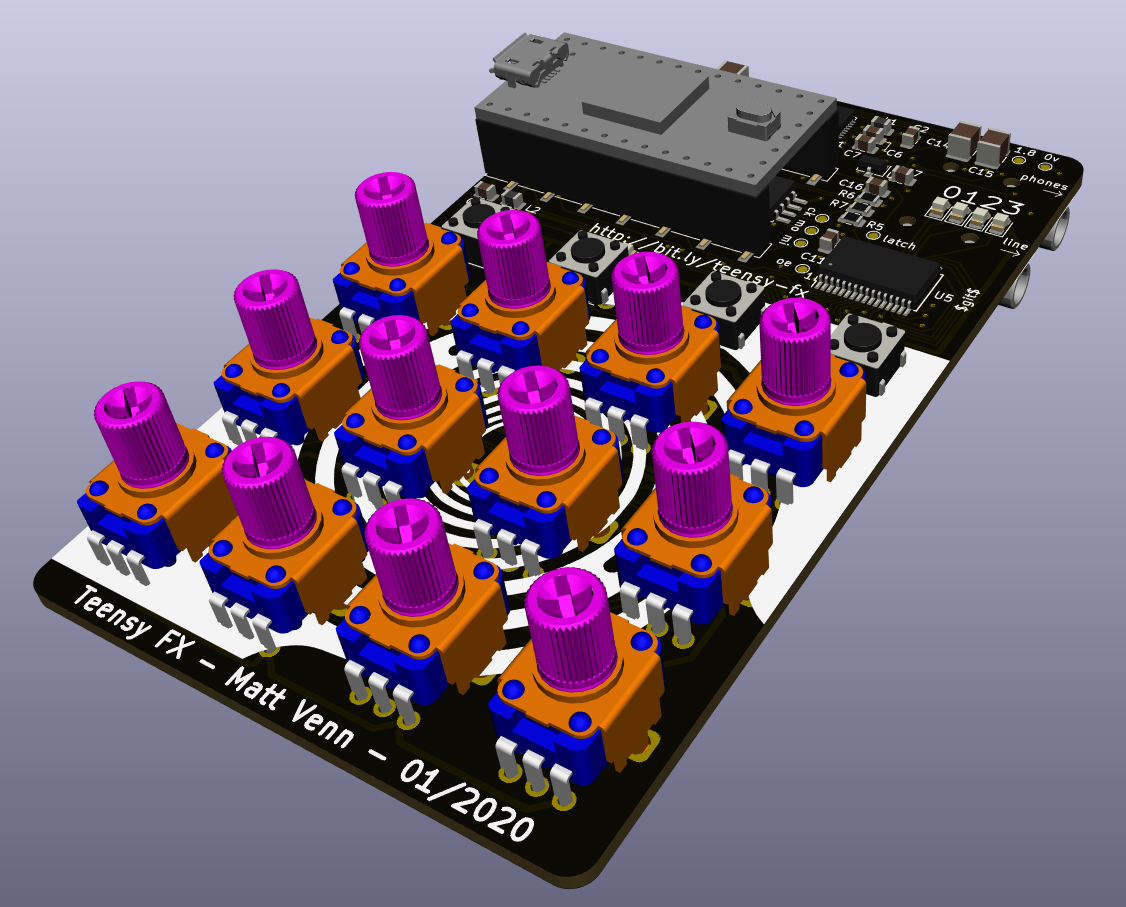 C14
C15
1.8
0v
phones
C7
C6
C16
R6
R7
R5
0123
line
latch
oe
U5
$git$
http://bit.ly/teensy-fx
Teensy FX – Matt Venn – 01/2020